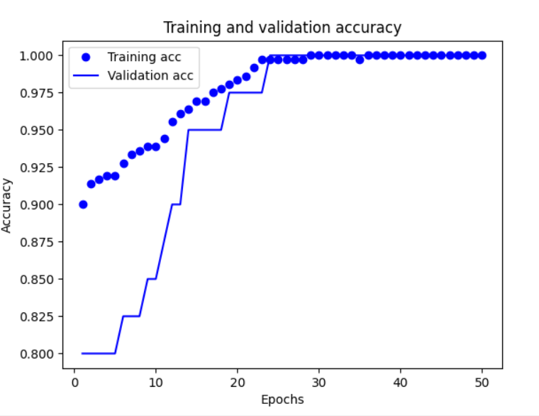 Training and validation accuracy
Training acc
Validation acc
1.000
0.975
0.950
0.925
0.900
0.875
0.850
0.825
0.800
Accuracy
0 10 20 30 40 50
Epochs